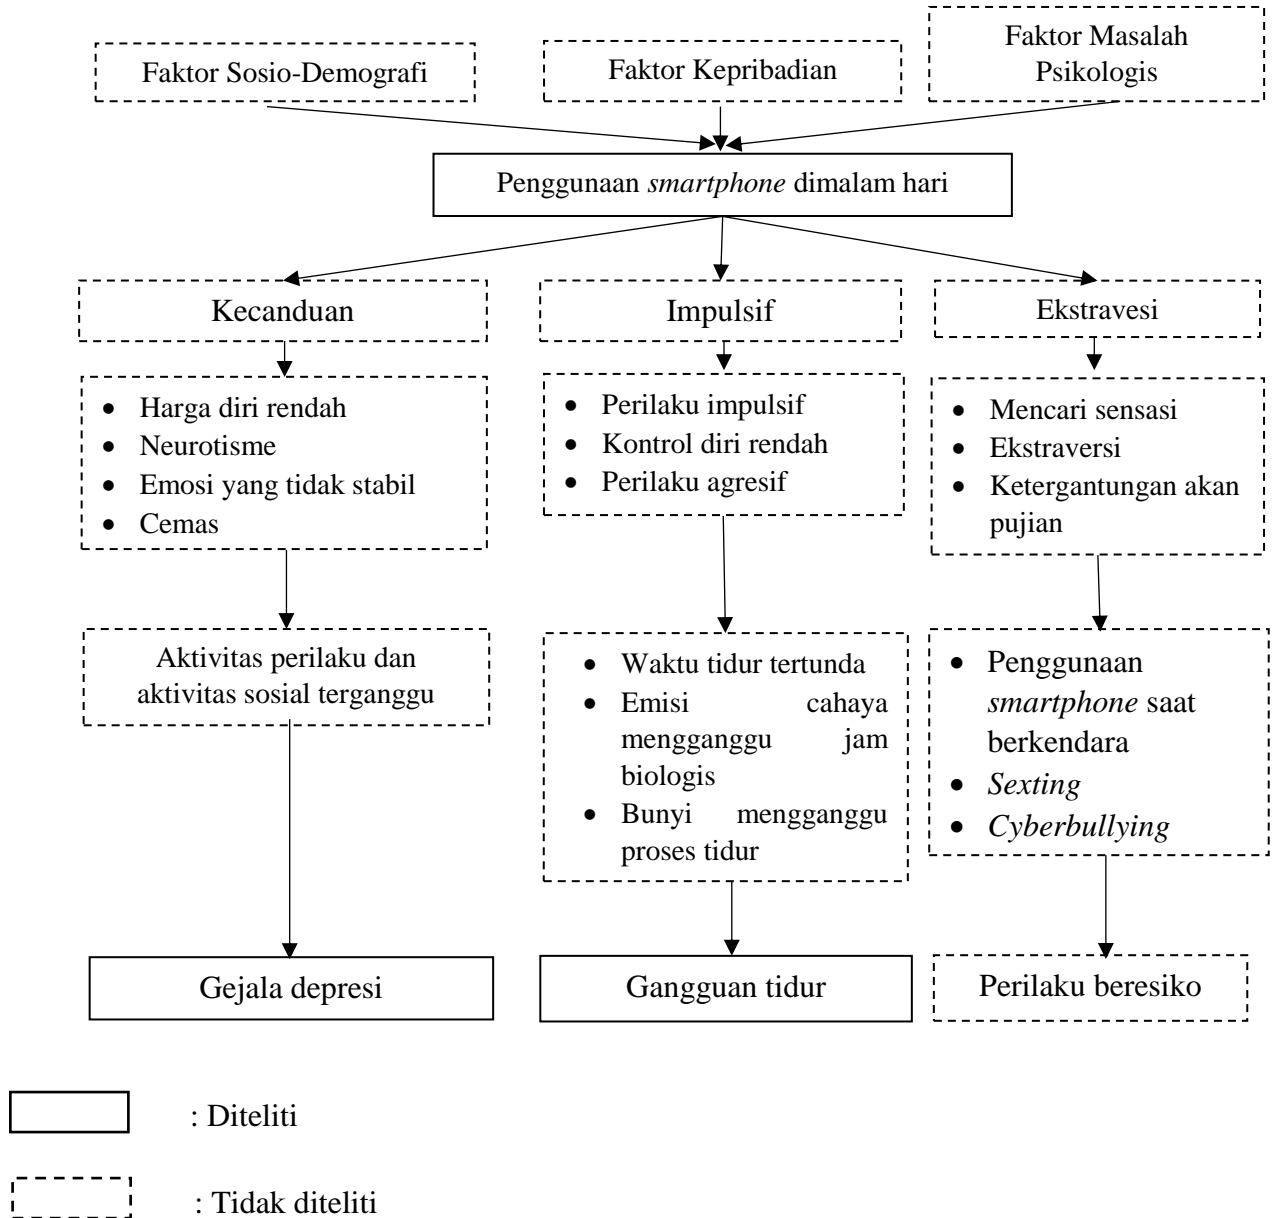 Faktor Sosio-Demografi
Faktor Kepribadian
Faktor Masalah
Psikologis
Penggunaan smartphone dimalam hari
Kecanduan
Impulsif
Ekstravesi
• Harga diri rendah
• Neurotisme
• Emosi yang tidak stabil
• Cemas
• Perilaku impulsif
• Kontrol diri rendah
• Perilaku agresif
• Mencari sensasi
• Ekstraversi
• Ketergantungan akan
pujian
Aktivitas perilaku dan
aktivitas sosial terganggu
• Waktu tidur tertunda
• Emisi cahaya
mengganggu jam
biologis
• Bunyi mengganggu
proses tidur
• Penggunaan
smartphone saat
berkendara
• Sexting
• Cyberbullying
Gejala depresi
Gangguan tidur
Perilaku beresiko
: Diteliti
: Tidak diteliti